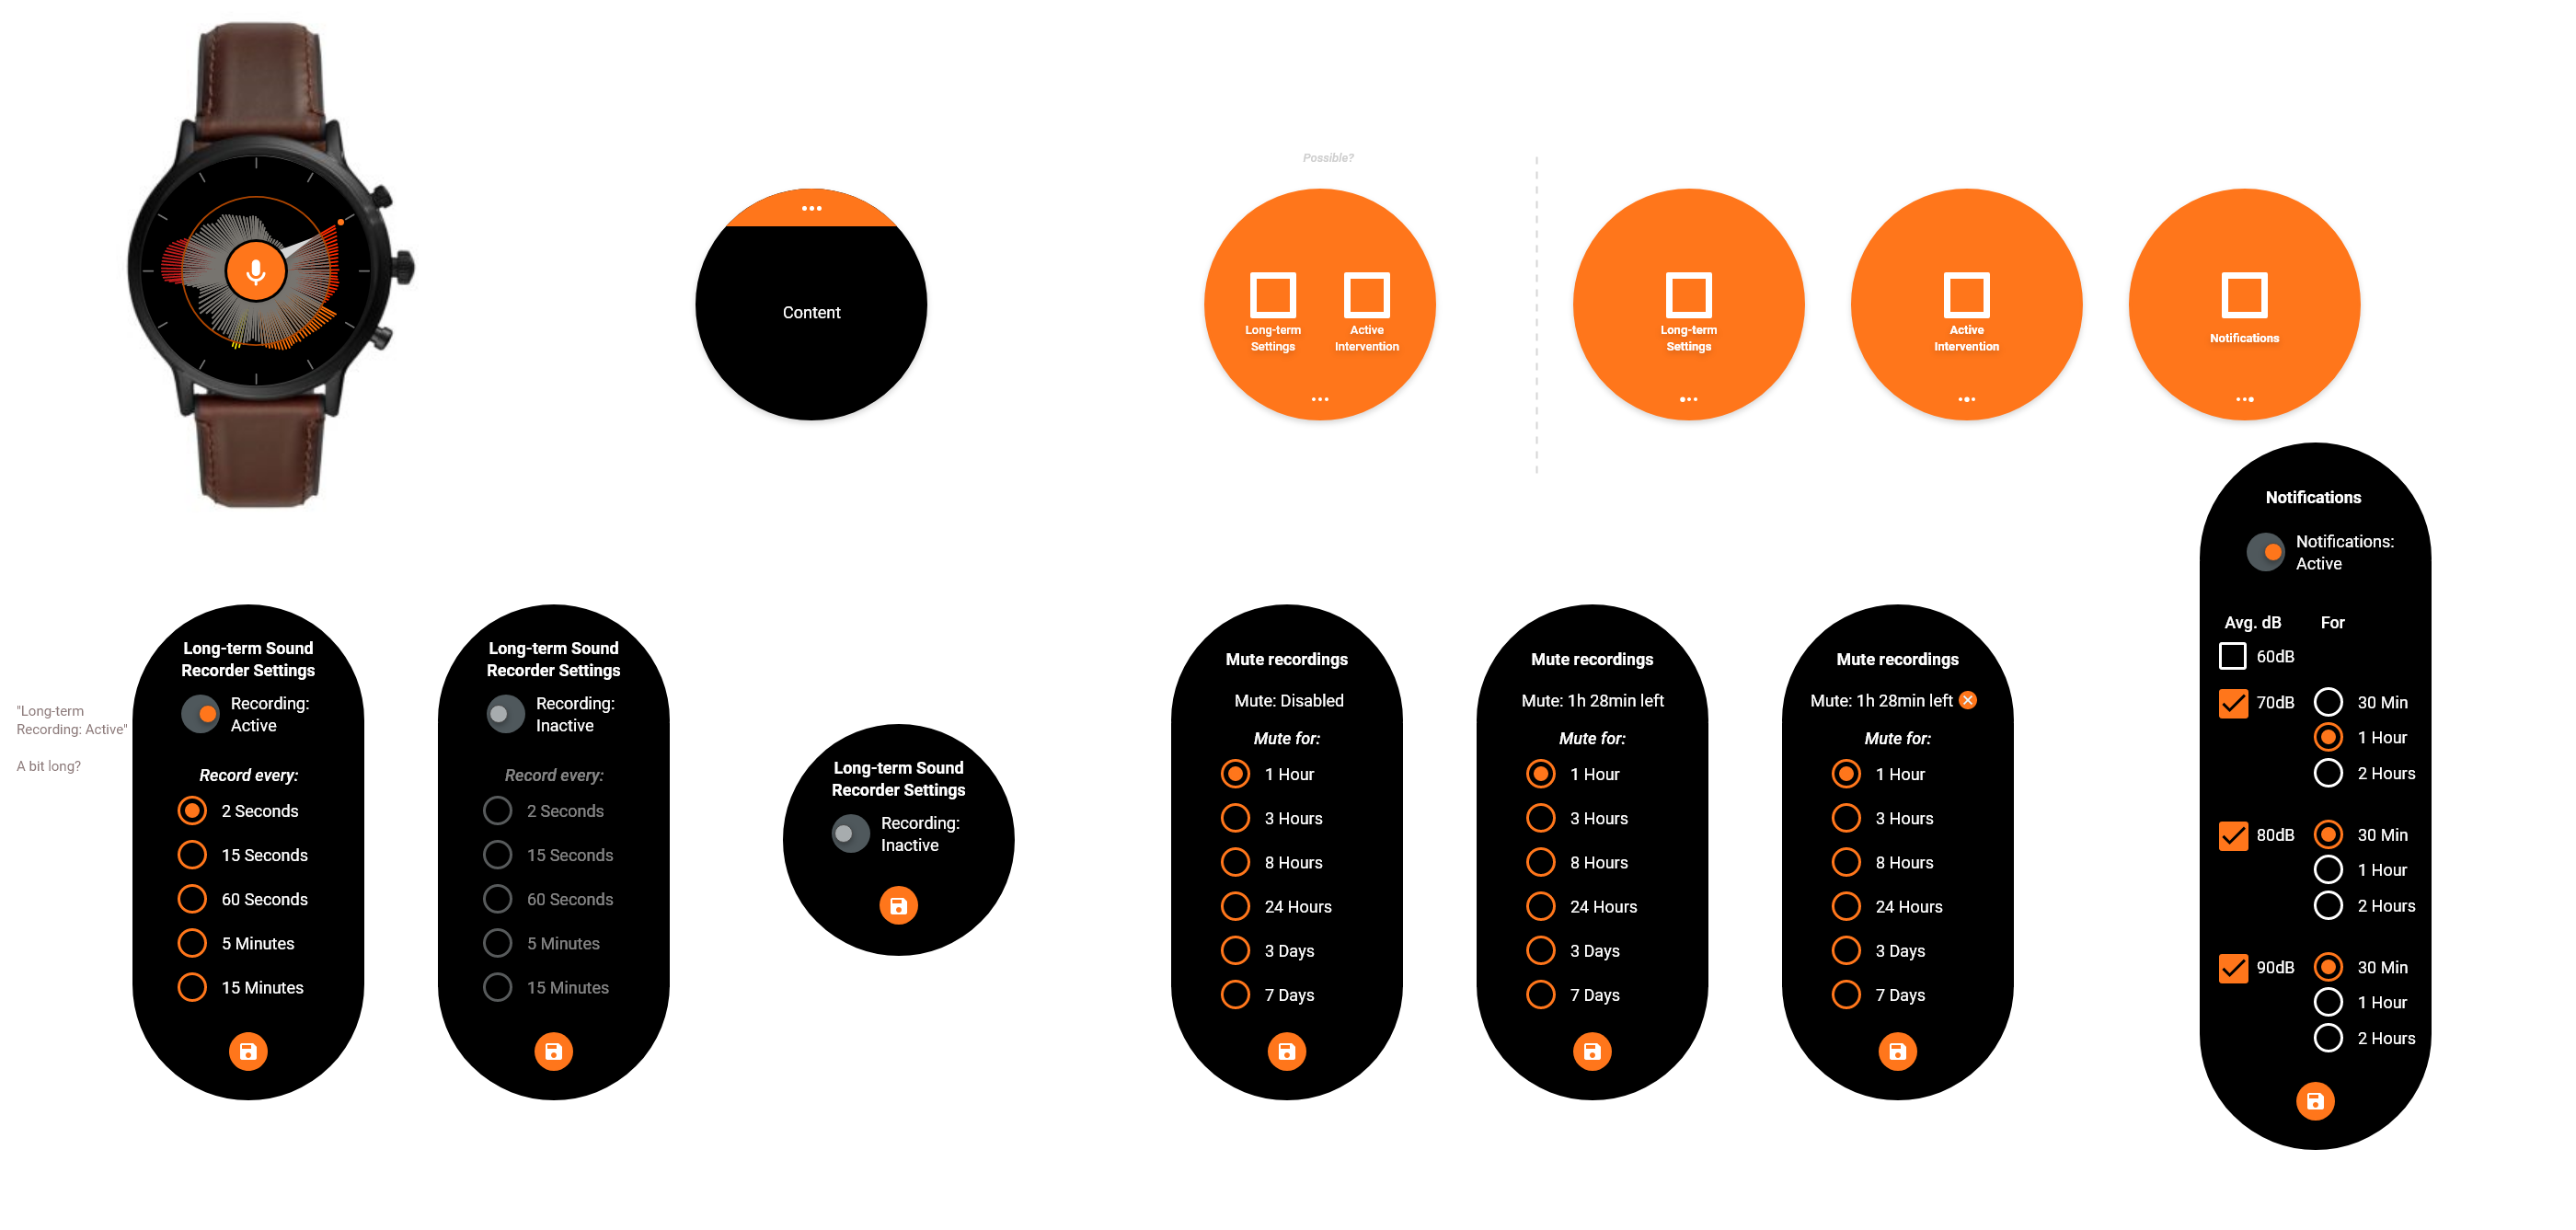 Possible?
Content
Long-term
Settings
Active
Intervention
Long-term
Settings
Active
Intervention
Notifications
"Long-term
Recording: Active"
A bit long?
Long-term Sound
Recorder Settings
Recording:
Active
Record every:
2 Seconds
15 Seconds
60 Seconds
5 Minutes
15 Minutes
Long-term Sound
Recorder Settings
Recording:
Inactive
Record every:
2 Seconds
15 Seconds
60 Seconds
5 Minutes
15 Minutes
Long-term Sound
Recorder Settings
Recording:
Inactive
Mute recordings
Mute: Disabled
Mute for:
1 Hour
3 Hours
8 Hours
24 Hours
3 Days
7 Days
Mute recordings
Mute: 1h 28min left
Mute for:
1 Hour
3 Hours
8 Hours
24 Hours
3 Days
7 Days
Mute recordings
Mute: 1h 28min left
Mute for:
1 Hour
3 Hours
8 Hours
24 Hours
3 Days
7 Days
Notifications
Notifications:
Active
Avg. dB For
60dB
70dB 30 Min
1 Hour
2 Hours
80dB 30 Min
1 Hour
2 Hours
90dB 30 Min
1 Hour
2 Hours